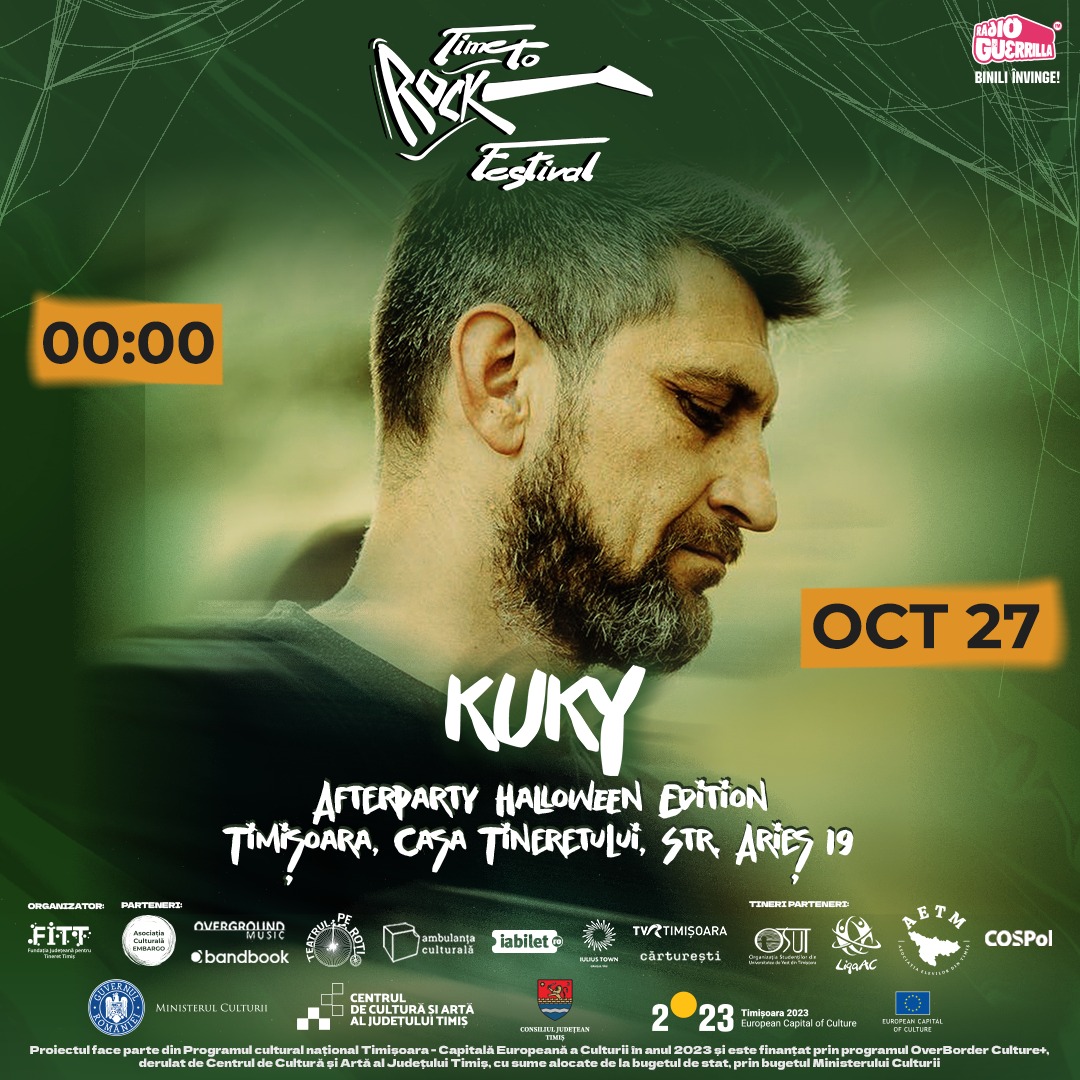 Time to
Rock
Festival
RADIO
GUERRILLA
BINILI ÎNVINGE!
00:00
OCT 27
KUKY
Afterparty Halloween Edition
Timișoara, Casa Tineretului, Str. Arieș 19
ORGANIZATOR:
PARTENERI:
TINERI PARTENERI:
FITT
Fundația Județeană pentru
Tineret Timiș
Asociația
Culturală
EMBARGO
OVERGROUND
MUSIC
bandbook
TEATRUL PE ROȚI
ambulanța
culturală
iabilet.ro
IULIUS TOWN
TVR TIMIȘOARA
cărturești
OSUT
Organizația Studenților din
Universitatea de Vest din Timișoara
LigaAC
AETM
ASOCIAȚIA ELEVILOR DIN TIMIȘ
COSPol
GUVERNUL
ROMÂNIEI
MINISTERUL CULTURII
CENTRUL
DE CULTURĂ ȘI ARTĂ
AL JUDEȚULUI TIMIȘ
CONSILIUL JUDEȚEAN
TIMIȘ
2023
Timișoara 2023
European Capital of Culture
EUROPEAN CAPITAL
OF CULTURE
Proiectul face parte din Programul cultural național Timișoara - Capitală Europeană a Culturii în anul 2023 și este finanțat prin programul OverBorder Culture+,
derulat de Centrul de Cultură și Artă al Județului Timiș, cu sume alocate de la bugetul de stat, prin bugetul Ministerului Culturii